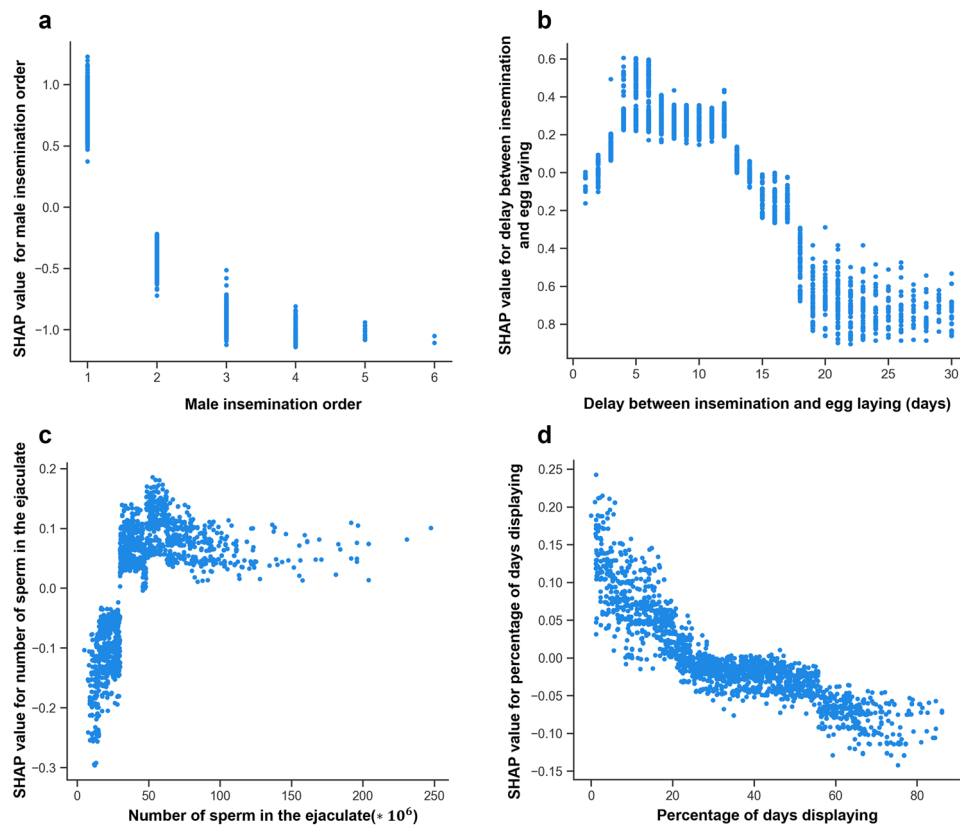 a
SHAP value for male insemination order
1.0
0.5
0.0
−0.5
−1.0
1 2 3 4 5 6
Male insemination order
b
SHAP value for delay between insemination
and egg laying
0.6
0.4
0.2
0.0
0.2
0.4
0.6
0.8
0 5 10 15 20 25 30
Delay between insemination and egg laying (days)
c
SHAP value for number of sperm in the ejaculate
0.2
0.1
0.0
−0.1
−0.2
−0.3
0 50 100 150 200 250
Number of sperm in the ejaculate(* 10⁶)
d
SHAP value for percentage of days displaying
0.25
0.20
0.15
0.10
0.05
0.00
−0.05
−0.10
−0.15
0 20 40 60 80
Percentage of days displaying